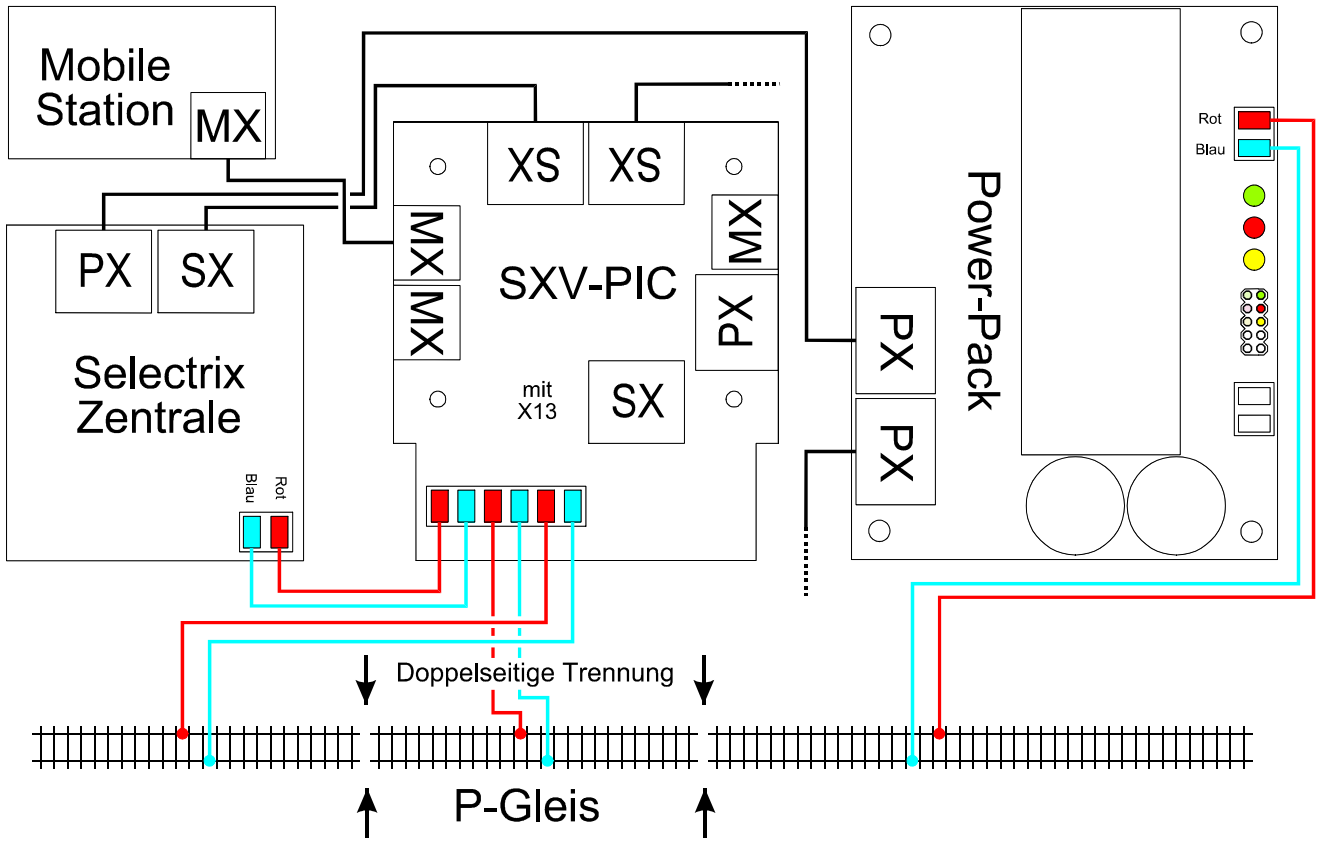 Mobile
Station
MX
PX
SX
Selectrix
Zentrale
Blau
Rot
XS
XS
MX
MX
MX
SXV-PIC
PX
mit
X13
SX
Power-Pack
Rot
Blau
PX
PX
Doppelseitige Trennung
P-Gleis